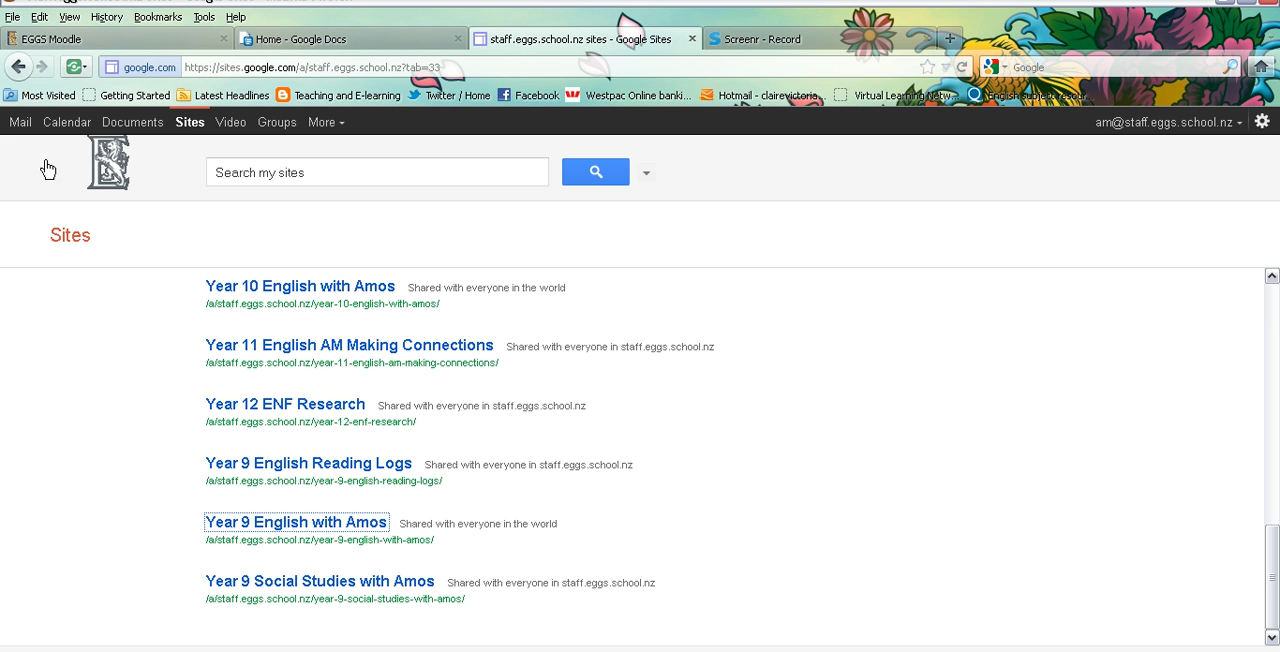 File Edit View History Bookmarks Tools Help
EGGS Moodle
Home - Google Docs
staff.eggs.school.nz sites - Google Sites
Screenr - Record
google.com https://sites.google.com/a/staff.eggs.school.nz?tab=33
Google
Most Visited Getting Started Latest Headlines Teaching and E-learning Twitter / Home Facebook Westpac Online banki... Hotmail - clairevictoria... Virtual Learning Netw... English subject resour...
Mail Calendar Documents Sites Video Groups More
am@staff.eggs.school.nz
E
Search my sites
Sites
Year 10 English with Amos Shared with everyone in the world
/a/staff.eggs.school.nz/year-10-english-with-amos/
Year 11 English AM Making Connections Shared with everyone in staff.eggs.school.nz
/a/staff.eggs.school.nz/year-11-english-am-making-connections/
Year 12 ENF Research Shared with everyone in staff.eggs.school.nz
/a/staff.eggs.school.nz/year-12-enf-research/
Year 9 English Reading Logs Shared with everyone in staff.eggs.school.nz
/a/staff.eggs.school.nz/year-9-english-reading-logs/
Year 9 English with Amos Shared with everyone in the world
/a/staff.eggs.school.nz/year-9-english-with-amos/
Year 9 Social Studies with Amos Shared with everyone in staff.eggs.school.nz
/a/staff.eggs.school.nz/year-9-social-studies-with-amos/